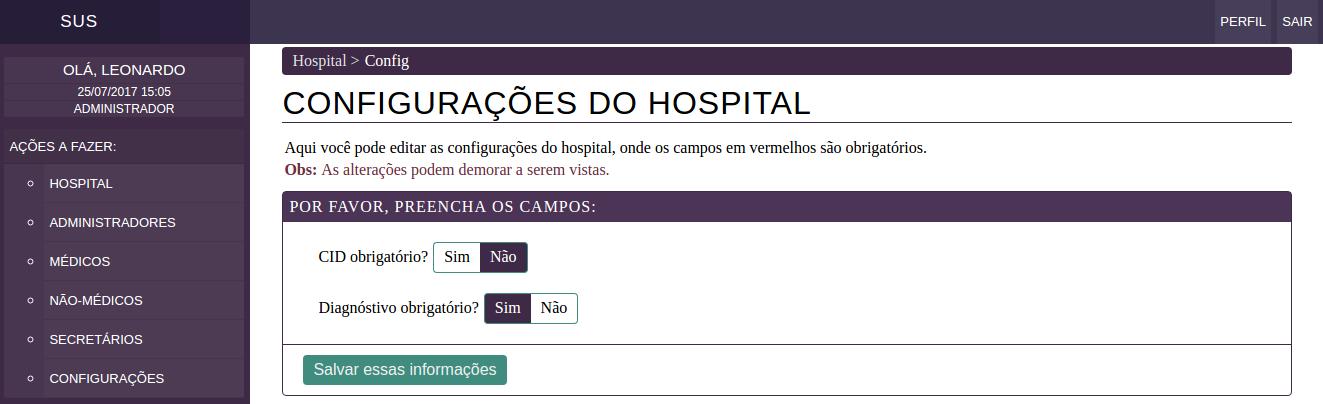 SUS
PERFIL SAIR
OLÁ, LEONARDO
25/07/2017 15:05
ADMINISTRADOR
AÇÕES A FAZER:
HOSPITAL
ADMINISTRADORES
MÉDICOS
NÃO-MÉDICOS
SECRETÁRIOS
CONFIGURAÇÕES
Hospital > Config
CONFIGURAÇÕES DO HOSPITAL
Aqui você pode editar as configurações do hospital, onde os campos em vermelhos são obrigatórios.
Obs: As alterações podem demorar a serem vistas.
POR FAVOR, PREENCHA OS CAMPOS:
CID obrigatório? Sim Não
Diagnóstivo obrigatório? Sim Não
Salvar essas informações